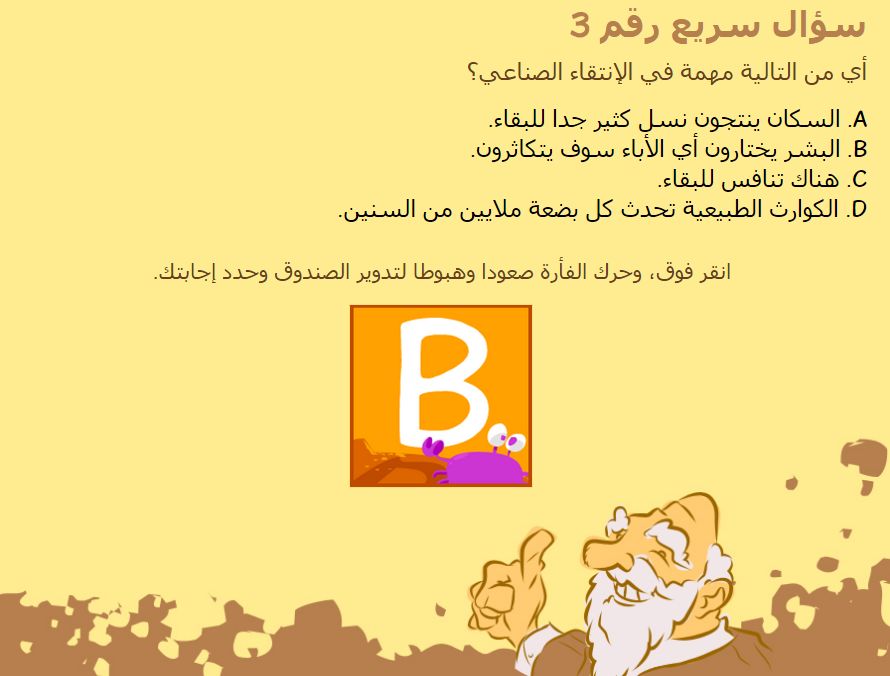 سؤال سريع رقم 3
أي من التالية مهمة في الإنتقاء الصناعي؟
A. السكان ينتجون نسل كثير جدا للبقاء.
B. البشر يختارون أي الأباء سوف يتكاثرون.
C. هناك تنافس للبقاء.
D. الكوارث الطبيعية تحدث كل بضعة ملايين من السنين.
انقر فوق، وحرك الفأرة صعودا وهبوطا لتدوير الصندوق وحدد إجابتك.
B